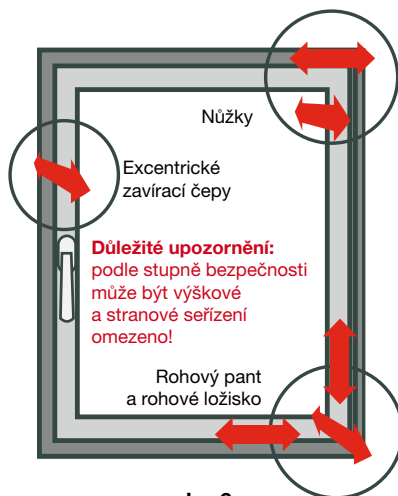 Nůžky
Excentrické
zavírací čepy
Důležité upozornění:
podle stupně bezpečnosti
může být výškové
a stranové seřízení
omezeno!
Rohový pant
a rohové ložisko